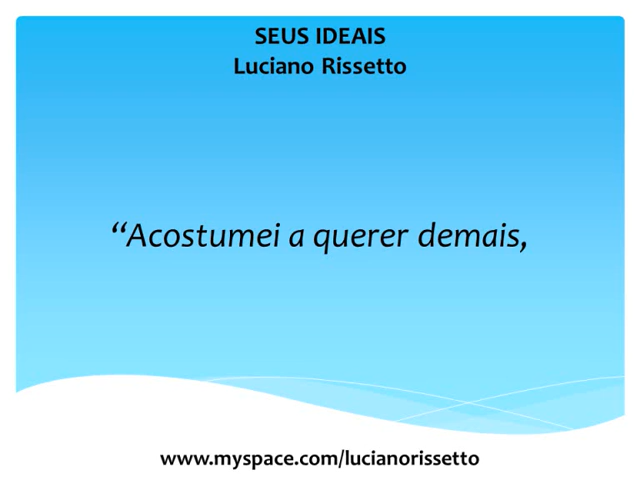 SEUS IDEAIS
Luciano Rissetto
“Acostumei a querer demais,
www.myspace.com/lucianorissetto